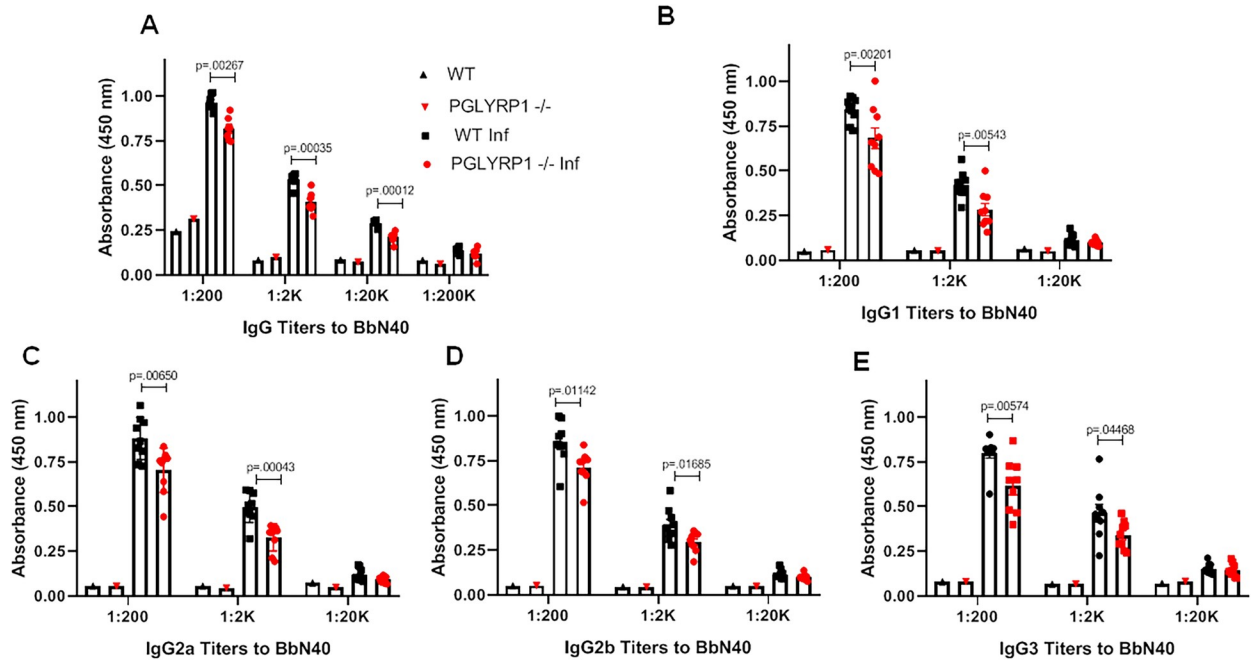 A
Absorbance (450 nm)
1.00
0.75
0.50
0.25
0.00
p=.00267
p=.00035
p=.00012
1:200 1:2K 1:20K 1:200K
IgG Titers to BbN40
WT
PGLYRP1 -/-
WT Inf
PGLYRP1 -/- Inf
B
Absorbance (450 nm)
1.00
0.75
0.50
0.25
0.00
p=.00201
p=.00543
1:200 1:2K 1:20K
IgG1 Titers to BbN40
C
Absorbance (450 nm)
1.00
0.75
0.50
0.25
0.00
p=.00650
p=.00043
1:200 1:2K 1:20K
IgG2a Titers to BbN40
D
Absorbance (450 nm)
1.00
0.75
0.50
0.25
0.00
p=.01142
p=.01685
1:200 1:2K 1:20K
IgG2b Titers to BbN40
E
Absorbance (450 nm)
1.00
0.75
0.50
0.25
0.00
p=.00574
p=.04468
1:200 1:2K 1:20K
IgG3 Titers to BbN40